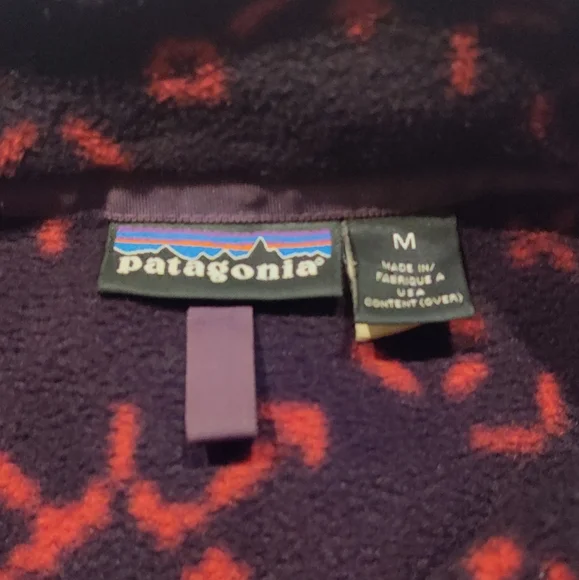 patagonia®
M
MADE IN/
FABRIQUE A
USA
CONTENT (OVER)